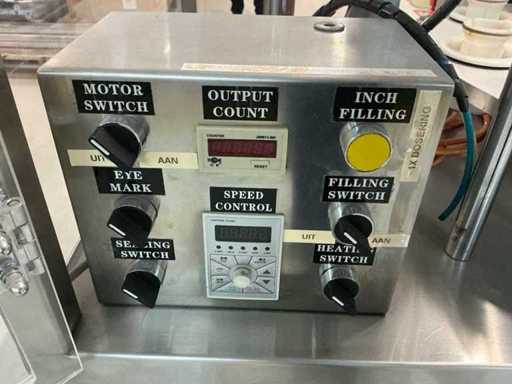 MOTOR
SWITCH
OUTPUT
COUNT
INCH
FILLING
UIT
AAN
COUNTER
RESET
1X DOSERING
EYE
MARK
SPEED
CONTROL
FILLING
SWITCH
UIT
AAN
SEALING
SWITCH
HEATING
SWITCH